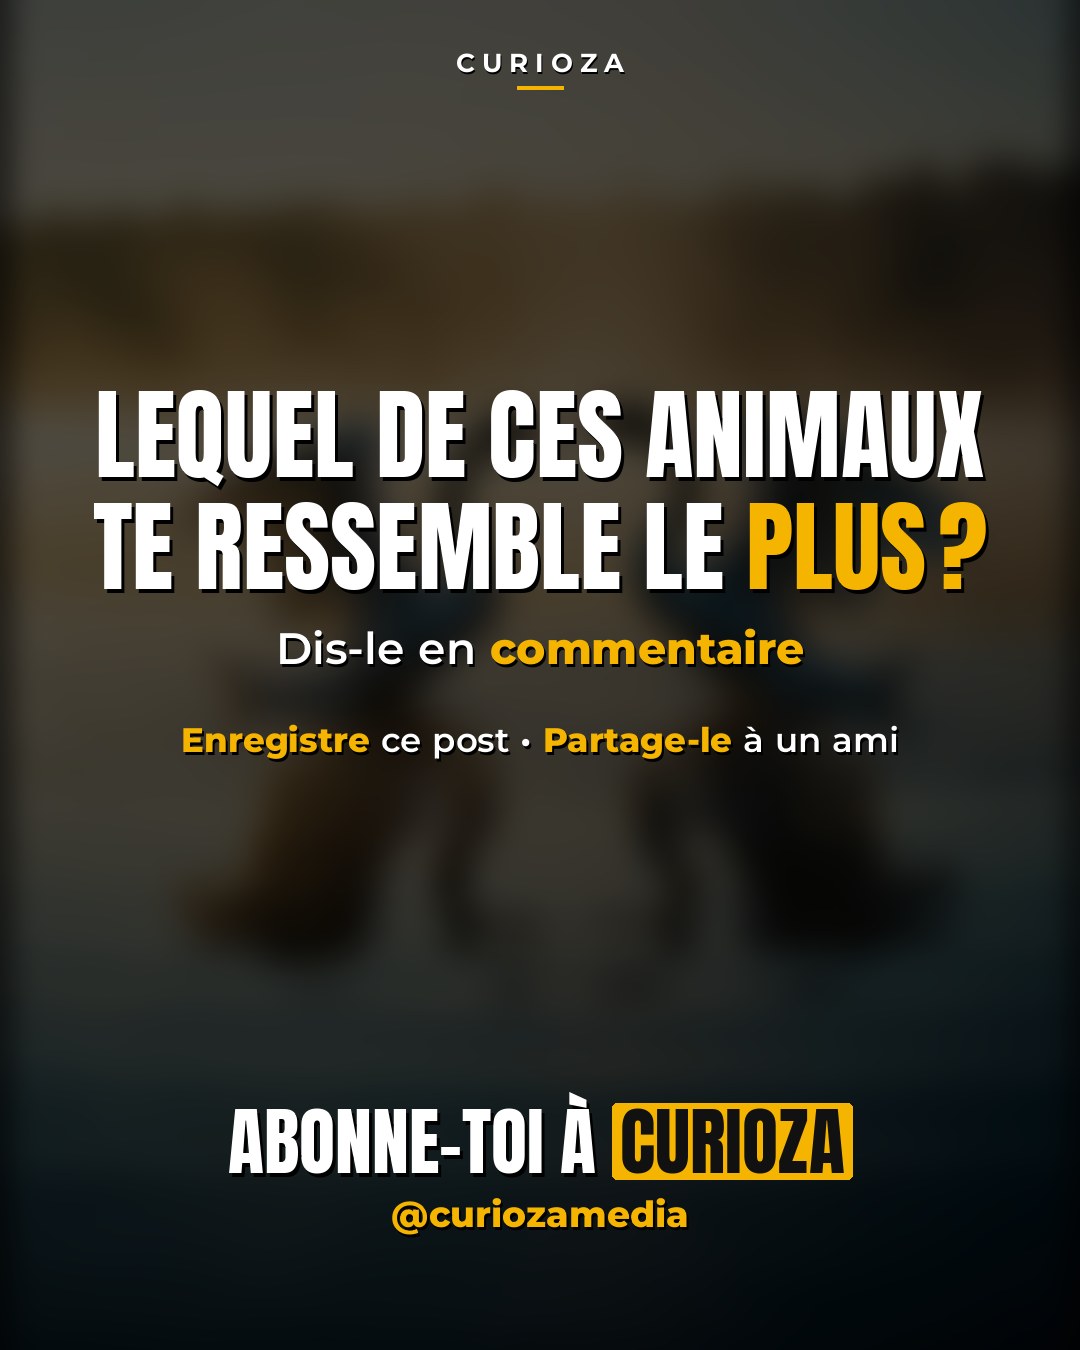 CURIOZA
LEQUEL DE CES ANIMAUX
TE RESSEMBLE LE PLUS ?
Dis-le en commentaire
Enregistre ce post • Partage-le à un ami
ABONNE-TOI À CURIOZA
@curiozamedia